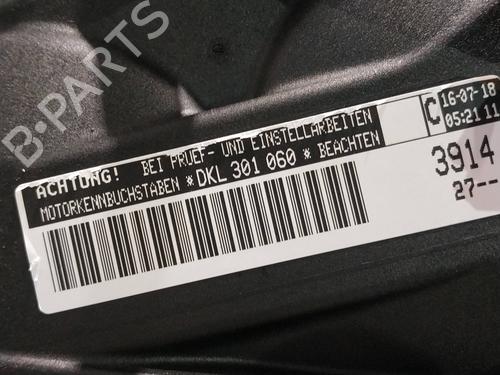 B-PARTS
ACHTUNG! BEI PRUEF- UND EINSTELLARBEITEN
MOTORKENNBUCHSTABEN *DKL 301 060* BEACHTEN
C
16-07-18
05:21 11
3914
27--